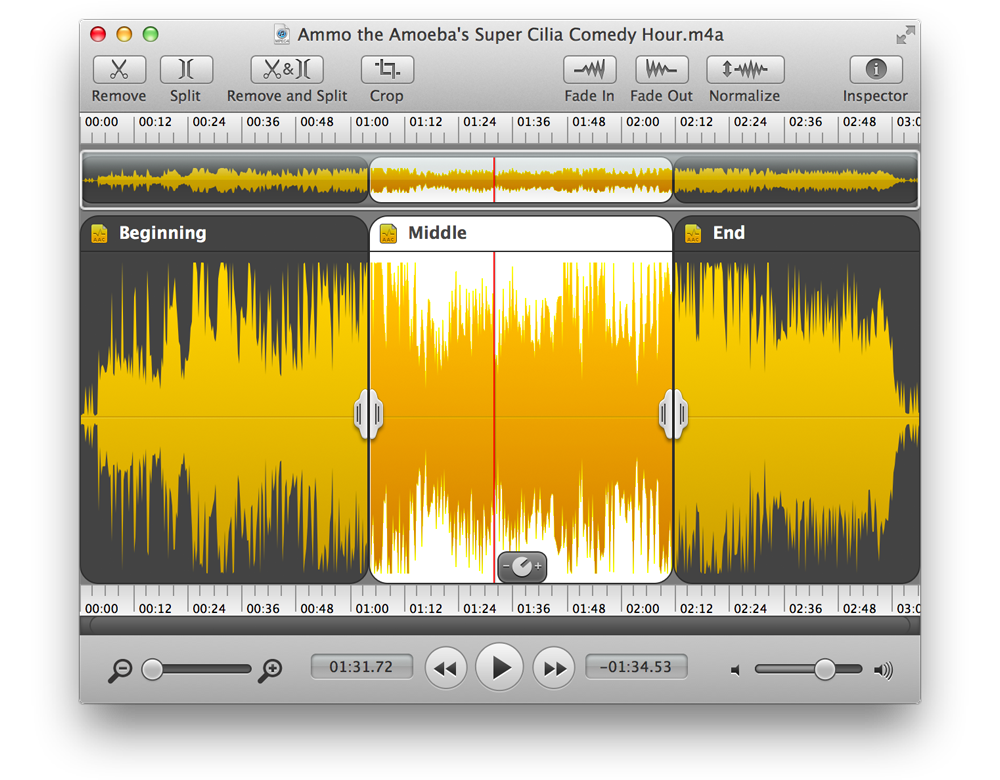 Ammo the Amoeba's Super Cilia Comedy Hour.m4a
Remove Split Remove and Split Crop Fade In Fade Out Normalize Inspector
00:00 00:12 00:24 00:36 00:48 01:00 01:12 01:24 01:36 01:48 02:00 02:12 02:24 02:36 02:48 03:0
Beginning Middle End
00:00 00:12 00:24 00:36 00:48 01:00 01:12 01:24 01:36 01:48 02:00 02:12 02:24 02:36 02:48 03:0
01:31.72 −01:34.53